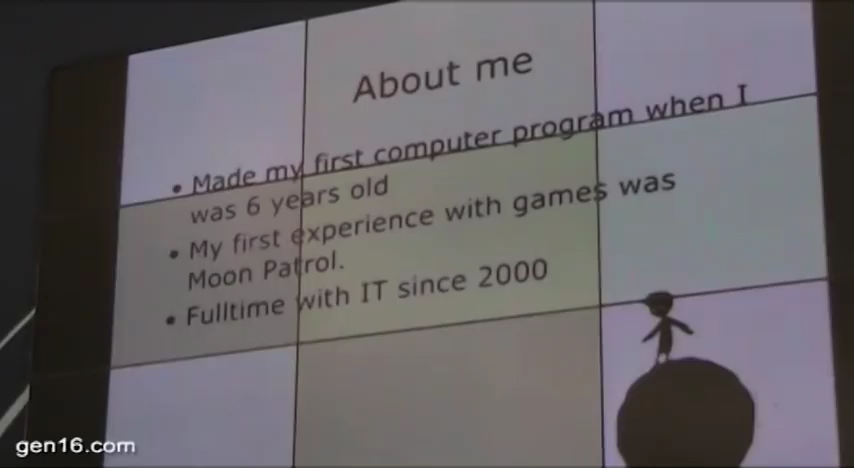 About me
• Made my first computer program when I
was 6 years old
• My first experience with games was
Moon Patrol.
• Fulltime with IT since 2000
gen16.com